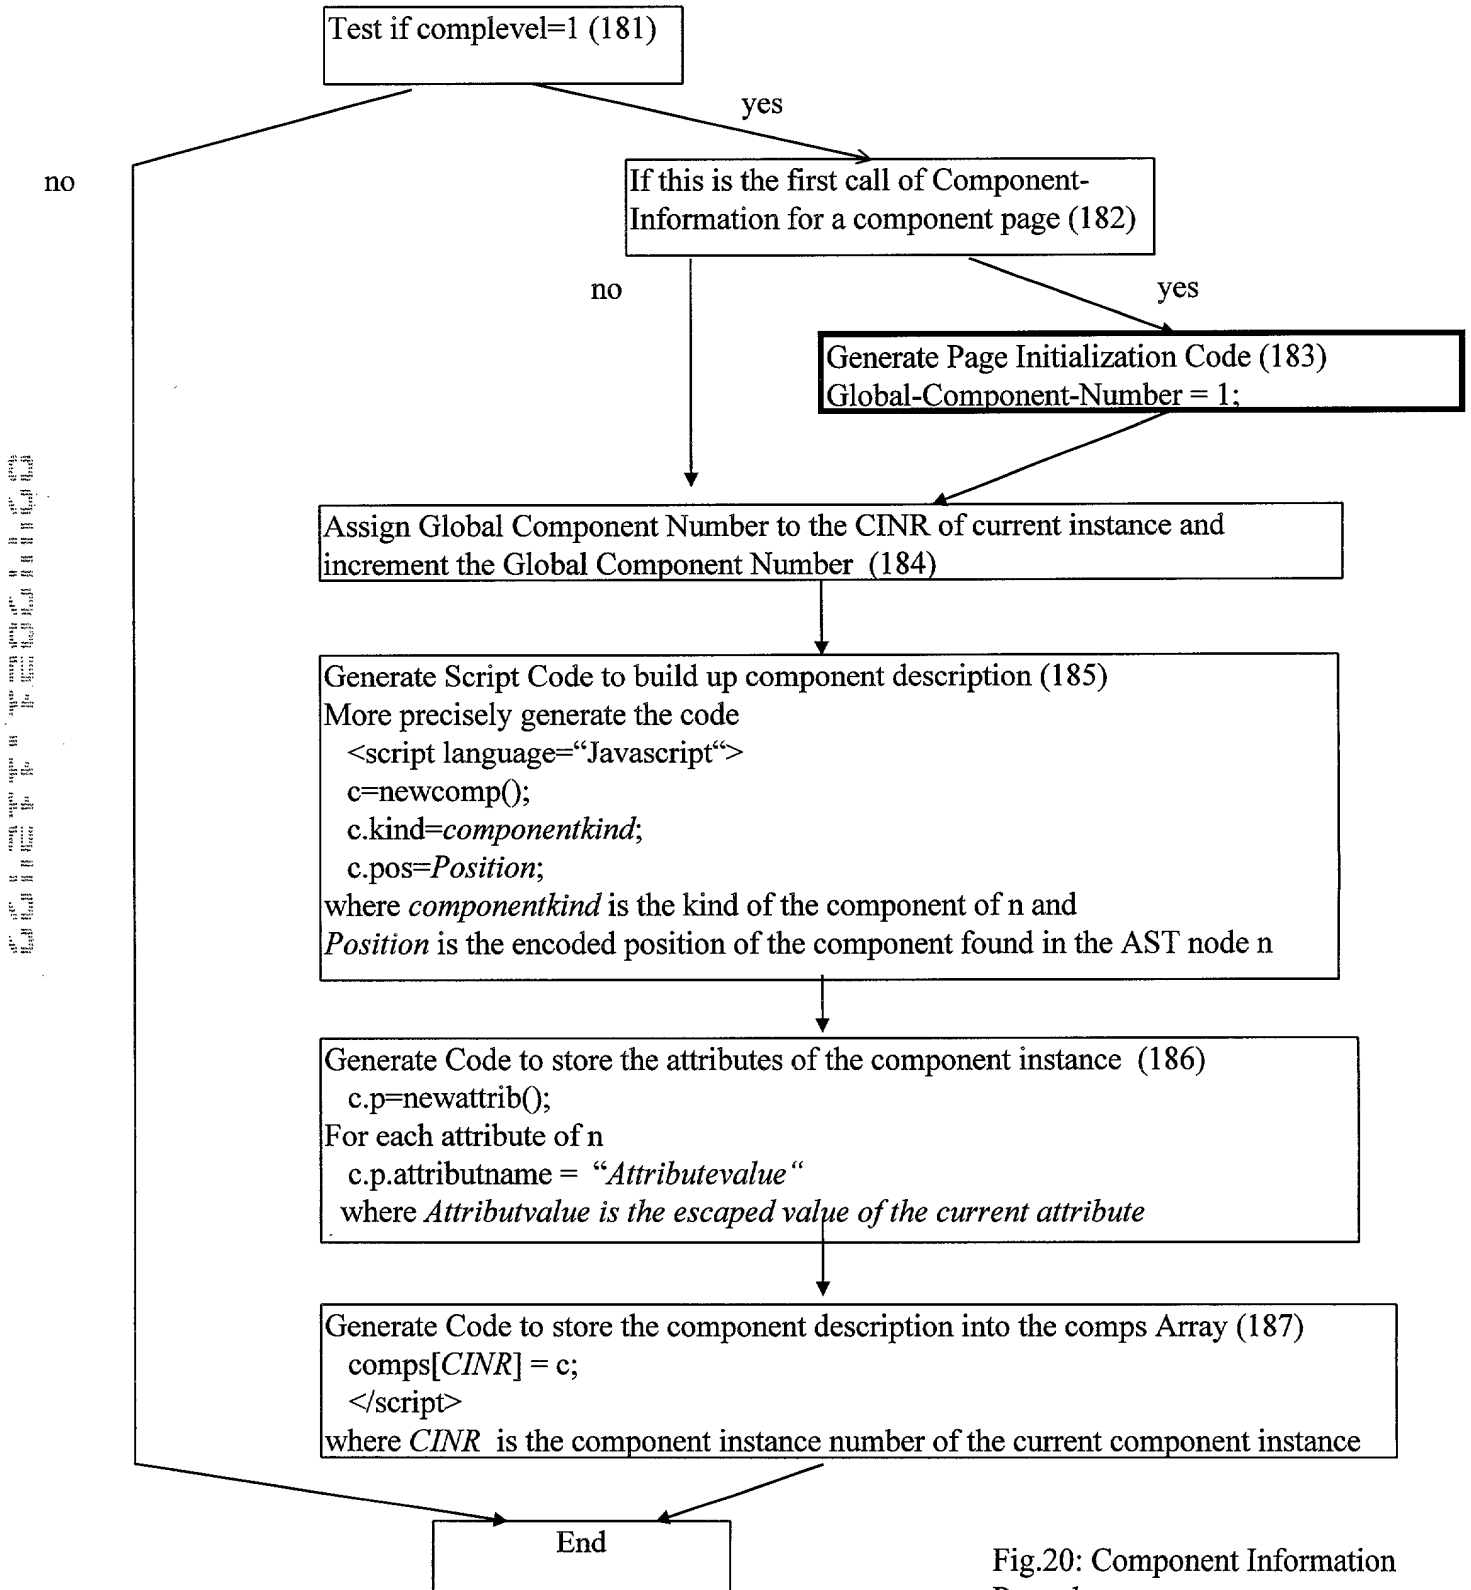 Test if complevel=1 (181)
yes
no
If this is the first call of Component-
Information for a component page (182)
no
yes
Generate Page Initialization Code (183)
Global-Component-Number = 1;
Assign Global Component Number to the CINR of current instance and
increment the Global Component Number (184)
Generate Script Code to build up component description (185)
More precisely generate the code
<script language=“Javascript“>
c=newcomp();
c.kind=componentkind;
c.pos=Position;
where componentkind is the kind of the component of n and
Position is the encoded position of the component found in the AST node n
Generate Code to store the attributes of the component instance (186)
c.p=newattrib();
For each attribute of n
c.p.attributname = “Attributevalue“
where Attributvalue is the escaped value of the current attribute
Generate Code to store the component description into the comps Array (187)
comps[CINR] = c;
</script>
where CINR is the component instance number of the current component instance
End
Fig.20: Component Information